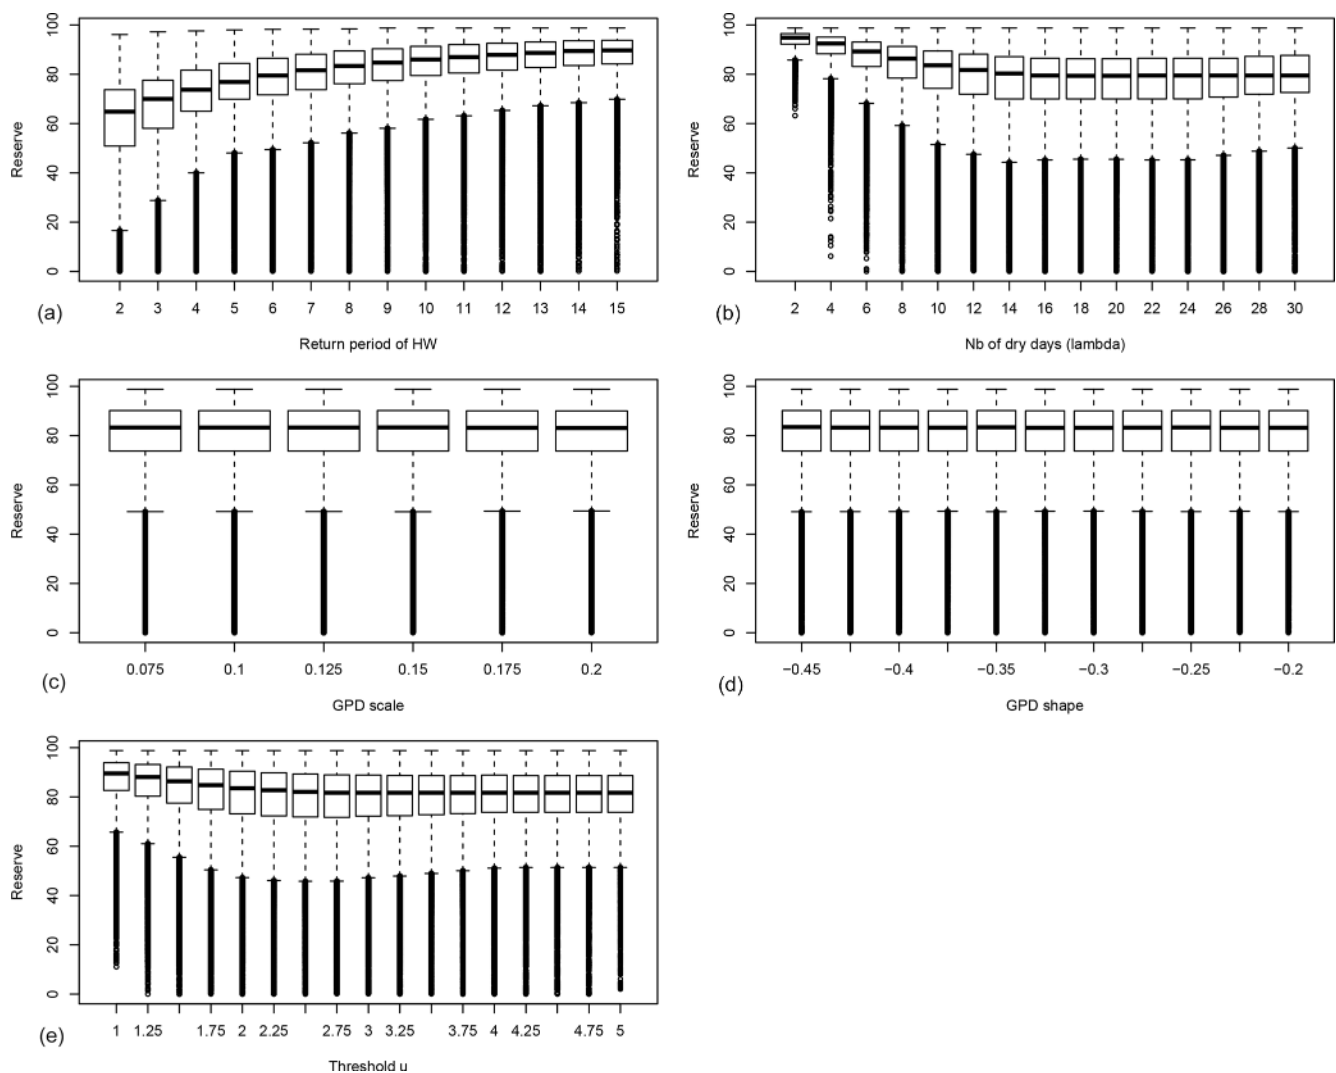 100
80
60
40
20
0
Reserve
2 3 4 5 6 7 8 9 10 11 12 13 14 15
(a)
Return period of HW
100
80
60
40
20
0
Reserve
2 4 6 8 10 12 14 16 18 20 22 24 26 28 30
(b)
Nb of dry days (lambda)
100
80
60
40
20
0
Reserve
0.075 0.1 0.125 0.15 0.175 0.2
(c)
GPD scale
100
80
60
40
20
0
Reserve
−0.45 −0.4 −0.35 −0.3 −0.25 −0.2
(d)
GPD shape
100
80
60
40
20
0
Reserve
1 1.25 1.75 2 2.25 2.75 3 3.25 3.75 4 4.25 4.75 5
(e)
Threshold u